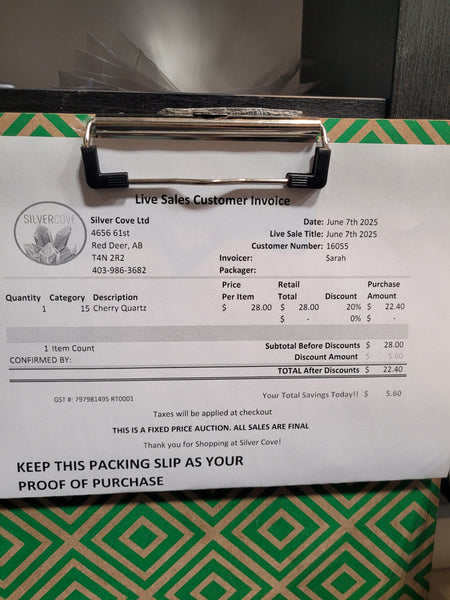 Live Sales Customer Invoice
SILVERCOVE
Silver Cove Ltd
4656 61st
Red Deer, AB
T4N 2R2
403-986-3682
Date: June 7th 2025
Live Sale Title: June 7th 2025
Customer Number: 16055
Invoicer: Sarah
Packager:
Quantity Category Description Price Per Item Retail Total Discount Purchase Amount
1 15 Cherry Quartz $ 28.00 $ 28.00 20% $ 22.40
$ - 0% $ -
1 Item Count
Subtotal Before Discounts $ 28.00
CONFIRMED BY:
Discount Amount $ 5.60
TOTAL After Discounts $ 22.40
GST #: 797981495 RT0001
Your Total Savings Today!! $ 5.60
Taxes will be applied at checkout
THIS IS A FIXED PRICE AUCTION. ALL SALES ARE FINAL
Thank you for Shopping at Silver Cove!
KEEP THIS PACKING SLIP AS YOUR
PROOF OF PURCHASE